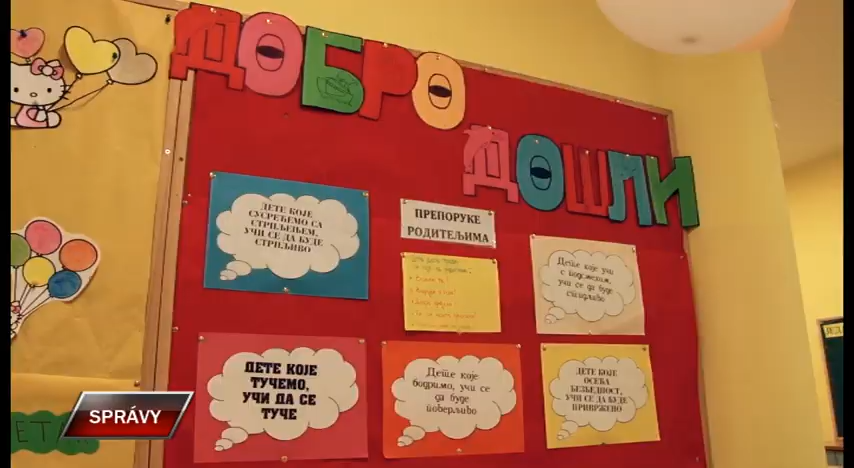 ДОБРО
ДОШЛИ
ДЕТЕ КОЈЕ
СУСРЕЋЕМО СА
СТРПЉЕЊЕМ,
УЧИ СЕ ДА БУДЕ
СТРПЉИВО
ПРЕПОРУКЕ
РОДИТЕЉИМА
Дете које учи
с подсмехом,
учи се да буде
стидљиво
ДЕТЕ КОЈЕ
ТУЧЕМО,
УЧИ ДА СЕ
ТУЧЕ
Дете које
бодримо, учи се
да буде
поверљиво
ДЕТЕ КОЈЕ
ОСЕЋА
БЕЗБЕДНОСТ,
УЧИ СЕ ДА БУДЕ
ПРИВРЖЕНО
SPRÁVY